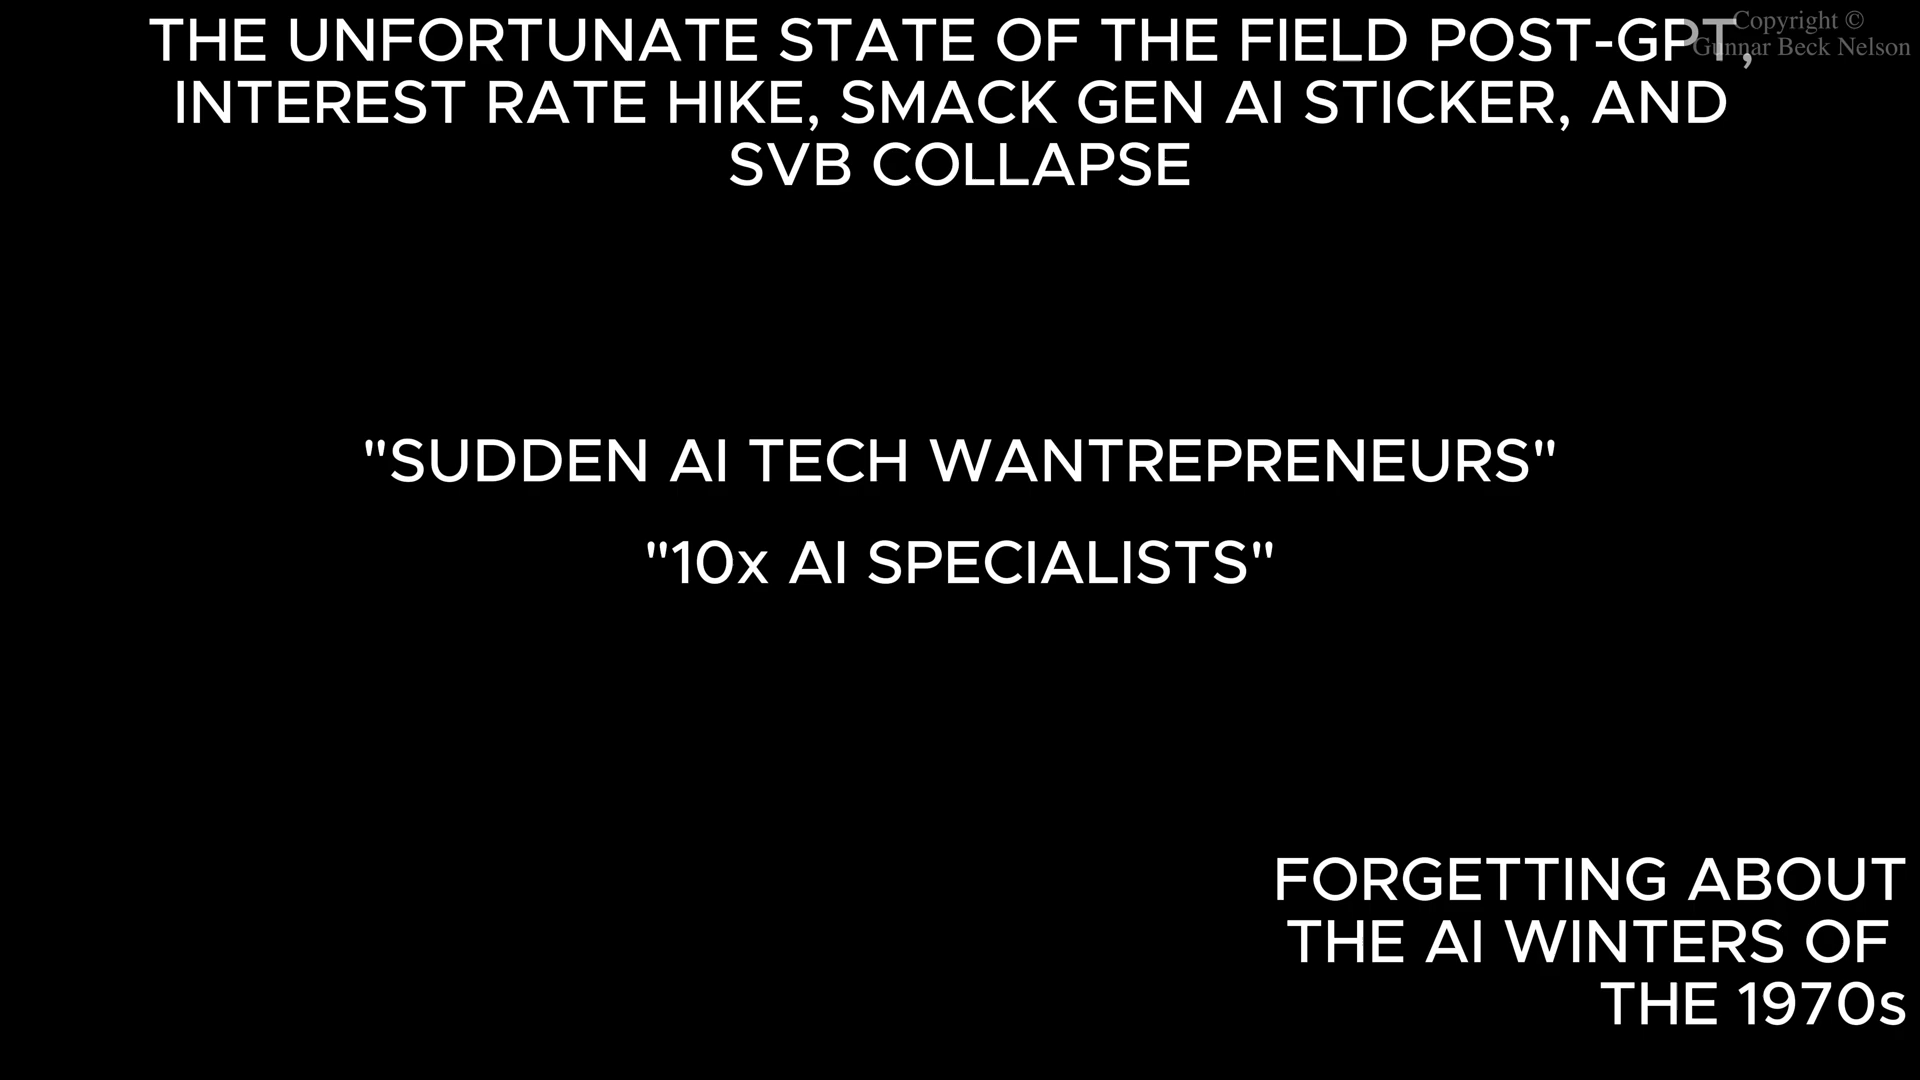 THE UNFORTUNATE STATE OF THE FIELD POST-GPT,
INTEREST RATE HIKE, SMACK GEN AI STICKER, AND
SVB COLLAPSE
Copyright ©
Gunnar Beck Nelson
"SUDDEN AI TECH WANTREPRENEURS"
"10x AI SPECIALISTS"
FORGETTING ABOUT
THE AI WINTERS OF
THE 1970s